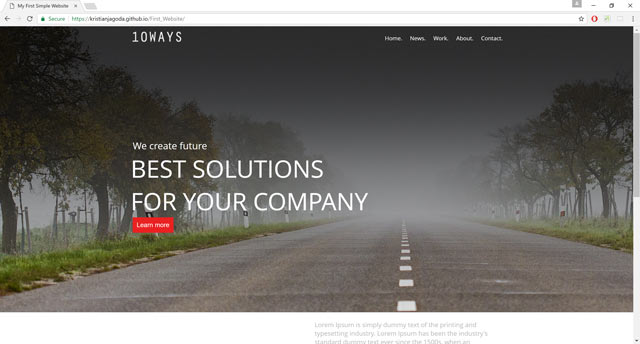 My First Simple Website
Secure
https://kristianjagoda.github.io/First_Website/
10WAYS
Home.
News.
Work.
About.
Contact.
We create future
BEST SOLUTIONS
FOR YOUR COMPANY
Learn more
Lorem Ipsum is simply dummy text of the printing and
typesetting industry. Lorem Ipsum has been the industry's
standard dummy text ever since the 1500s, when an